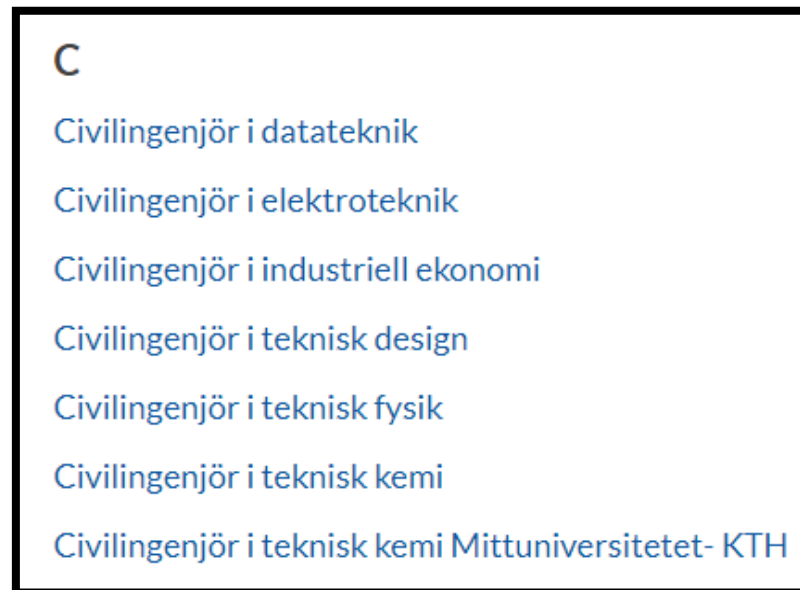 C
Civilingenjör i datateknik
Civilingenjör i elektroteknik
Civilingenjör i industriell ekonomi
Civilingenjör i teknisk design
Civilingenjör i teknisk fysik
Civilingenjör i teknisk kemi
Civilingenjör i teknisk kemi Mittuniversitetet- KTH